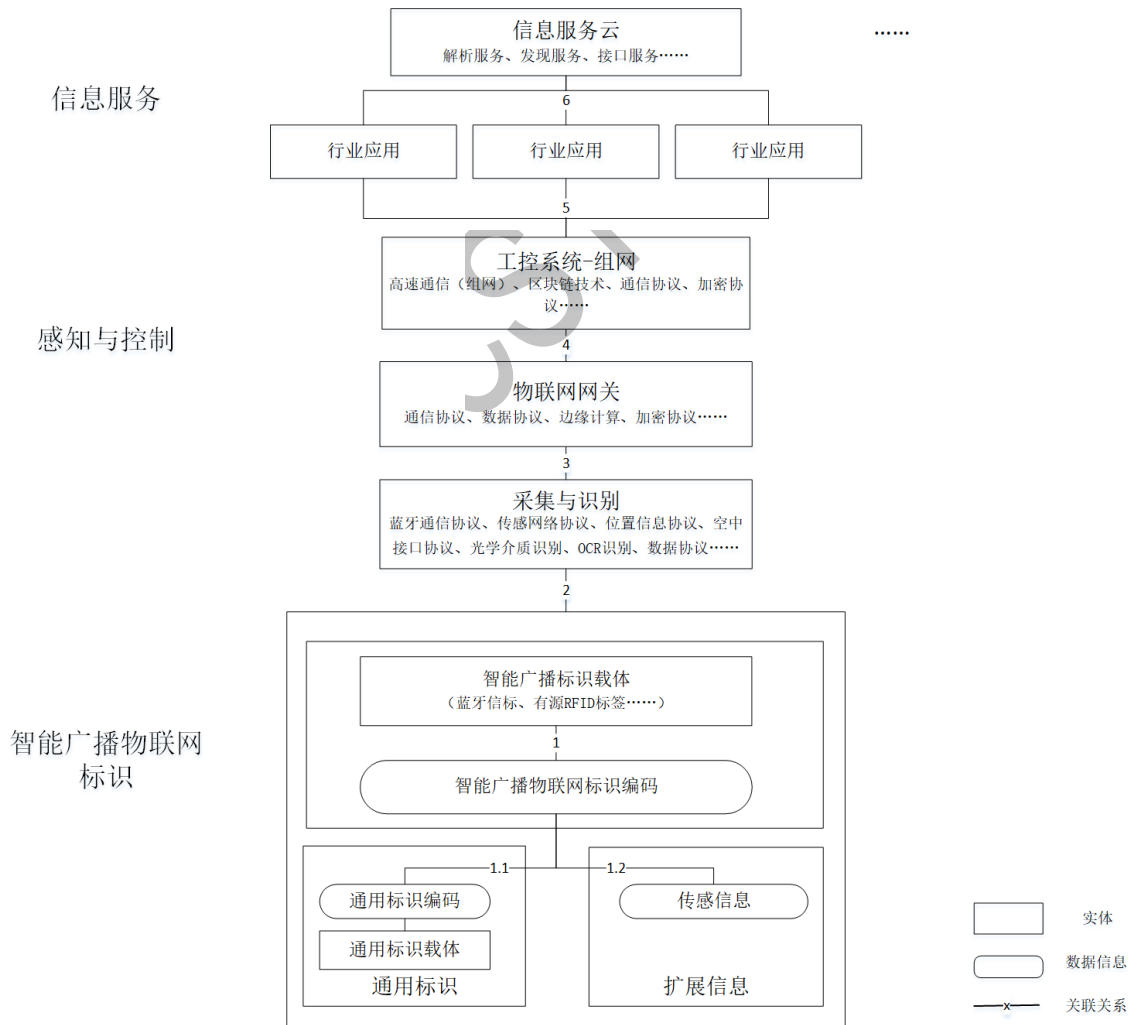 信息服务云
解析服务、发现服务、接口服务……
……
信息服务
6
行业应用
行业应用
行业应用
5
工控系统-组网
高速通信（组网）、区块链技术、通信协议、加密协
议……
感知与控制
4
物联网网关
通信协议、数据协议、边缘计算、加密协议……
3
采集与识别
蓝牙通信协议、传感网络协议、位置信息协议、空中
接口协议、光学介质识别、OCR识别、数据协议……
2
智能广播标识载体
（蓝牙信标、有源RFID标签……）
1
智能广播物联网
标识
智能广播物联网标识编码
1.1
1.2
通用标识编码
传感信息
通用标识载体
通用标识
扩展信息
实体
数据信息
x
关联关系